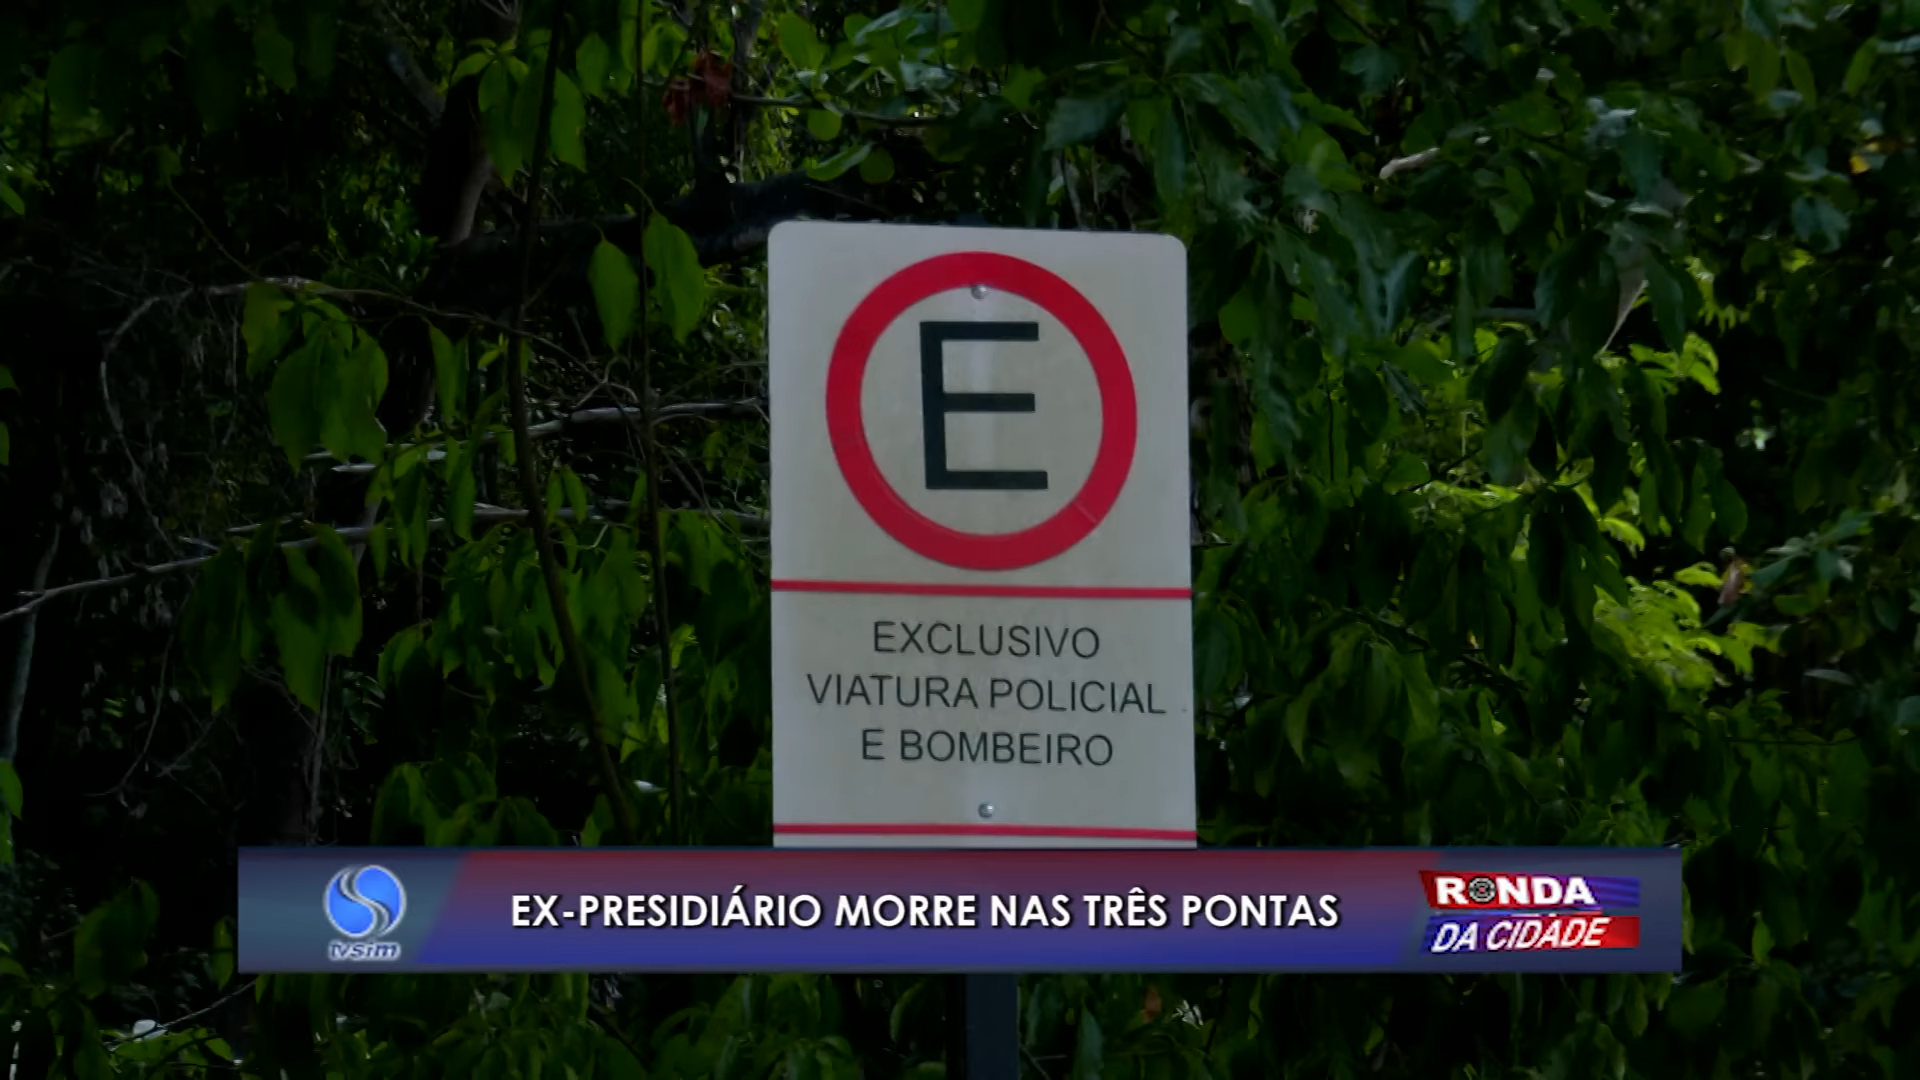 E
EXCLUSIVO
VIATURA POLICIAL
E BOMBEIRO
tvsim
EX-PRESIDIÁRIO MORRE NAS TRÊS PONTAS
RONDA
DA CIDADE